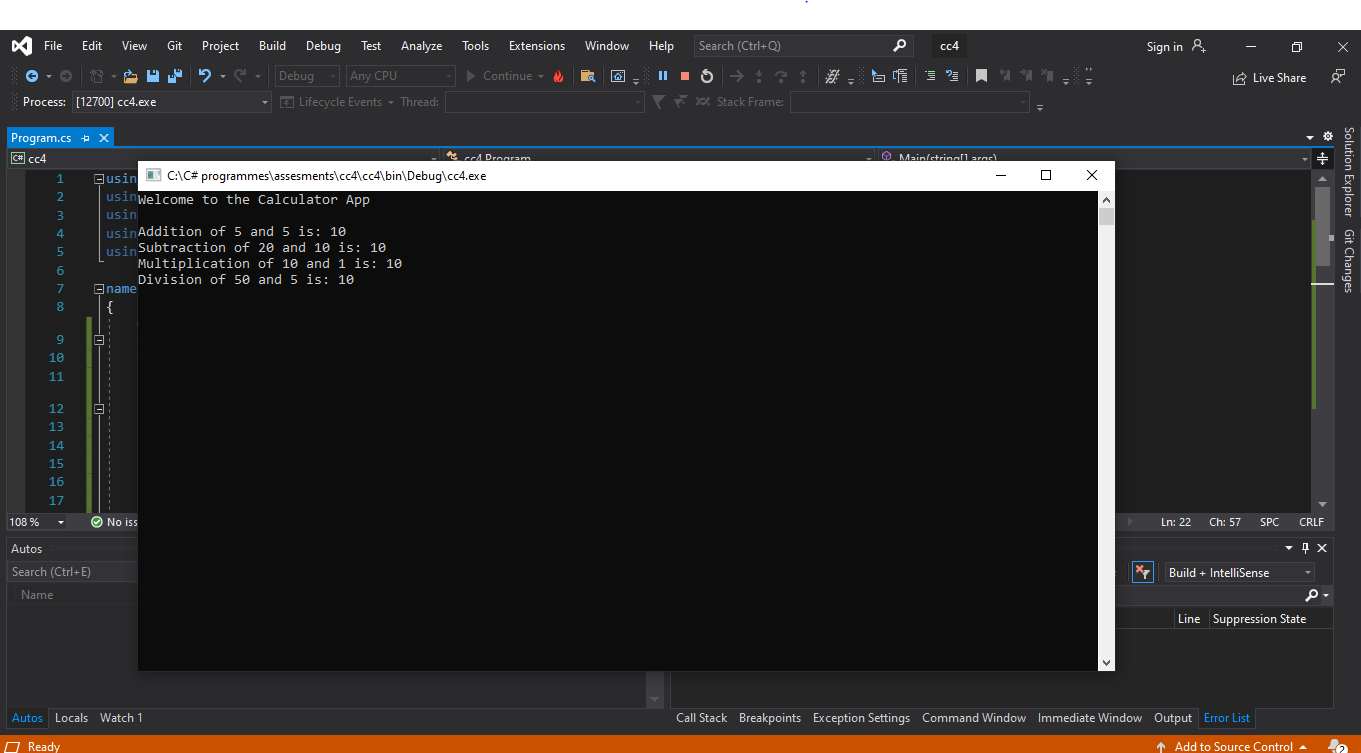 File Edit View Git Project Build Debug Test Analyze Tools Extensions Window Help Search (Ctrl+Q) cc4 Sign in
Debug Any CPU Continue Live Share
Process: [12700] cc4.exe Lifecycle Events Thread: Stack Frame:
Program.cs
C# cc4 cc4.Program Main(string[] args)
C:\C# programmes\assesments\cc4\cc4\bin\Debug\cc4.exe
Welcome to the Calculator App
Addition of 5 and 5 is: 10
Subtraction of 20 and 10 is: 10
Multiplication of 10 and 1 is: 10
Division of 50 and 5 is: 10
1 usin
2 usin
3 usin
4 usin
5 usin
6
7 name
8 {
9
10
11
12
13
14
15
16
17
Solution Explorer
Git Changes
108 % No iss Ln: 22 Ch: 57 SPC CRLF
Autos
Search (Ctrl+E) Build + IntelliSense
Name
Line Suppression State
Autos Locals Watch 1 Call Stack Breakpoints Exception Settings Command Window Immediate Window Output Error List
Ready Add to Source Control 2